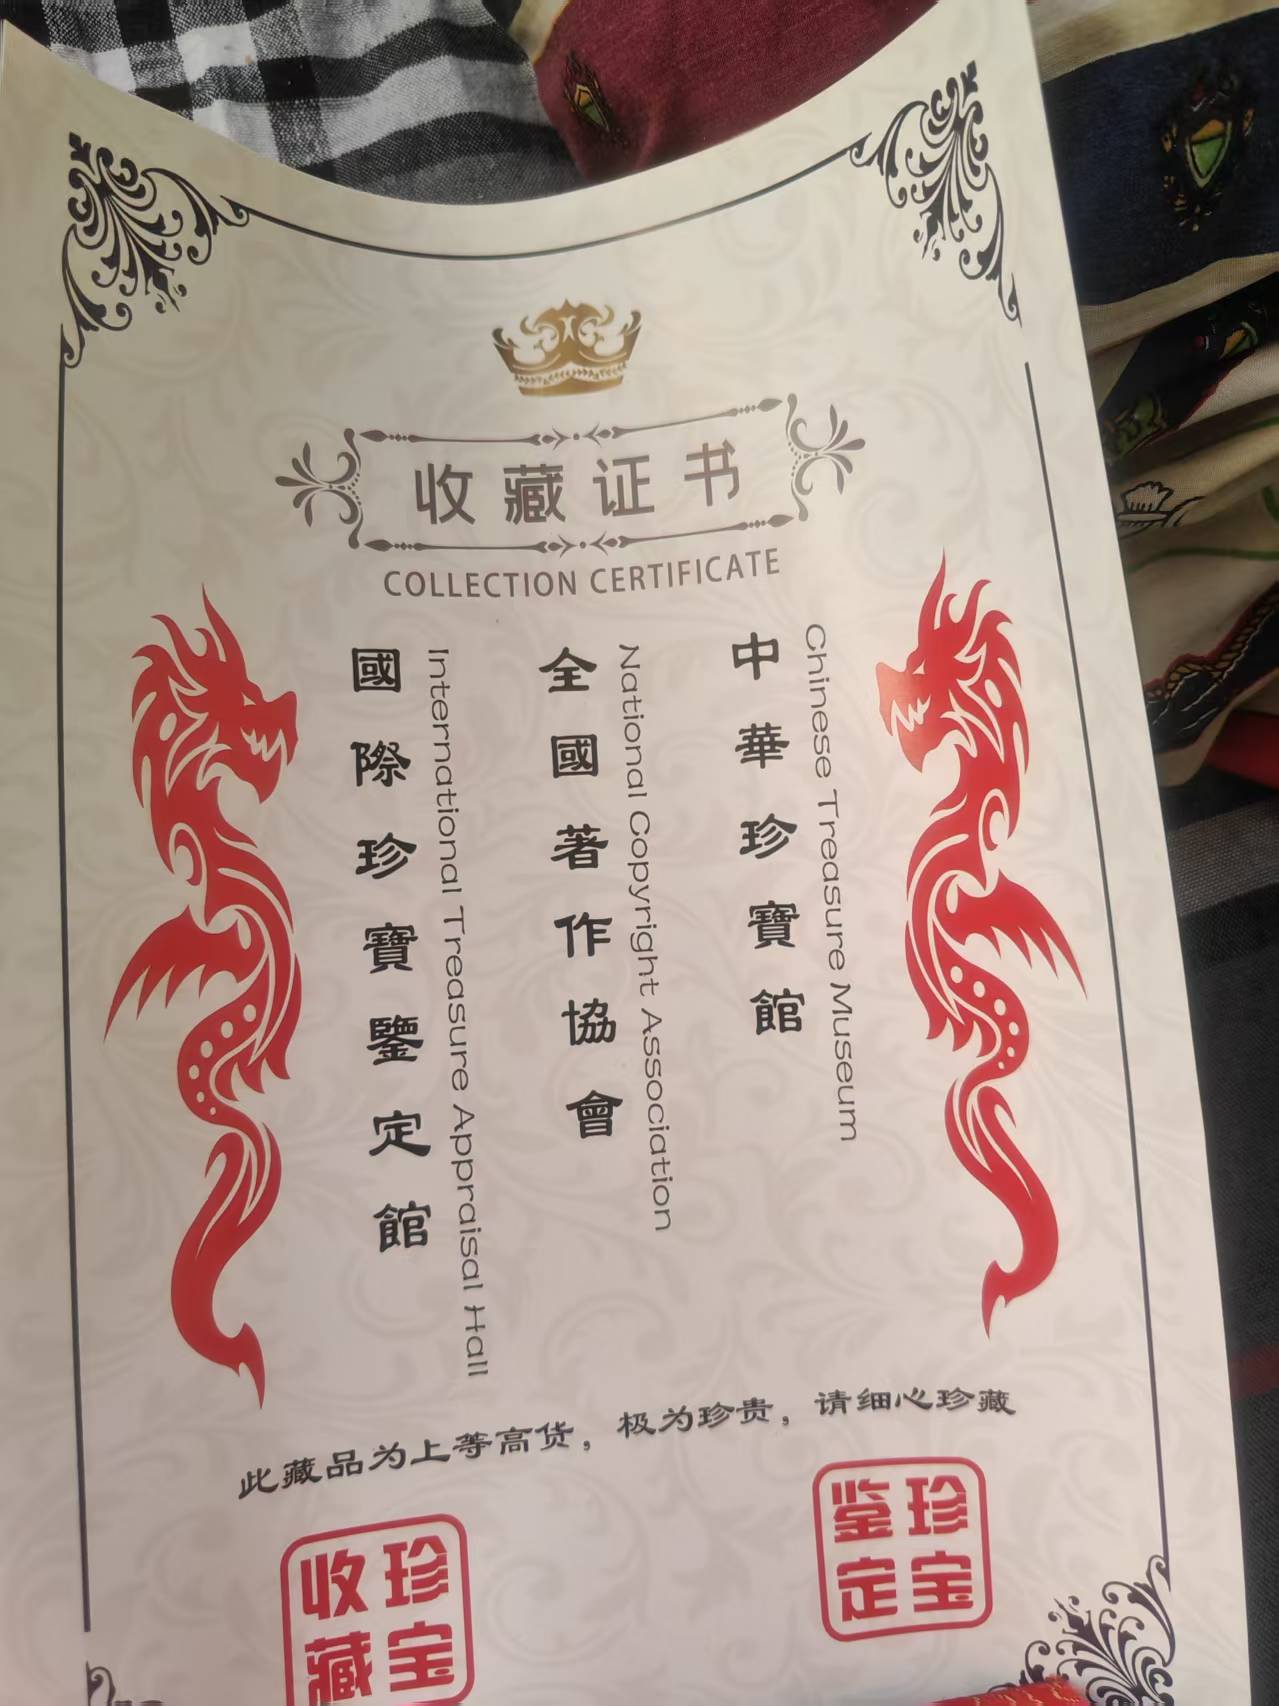 收藏证书
COLLECTION CERTIFICATE
中華珍寶館
Chinese Treasure Museum
全國著作協會
National Copyright Association
國際珍寶鑒定館
International Treasure Appraisal Hall
此藏品为上等高货，极为珍贵，请细心珍藏
珍宝收藏
珍宝鉴定